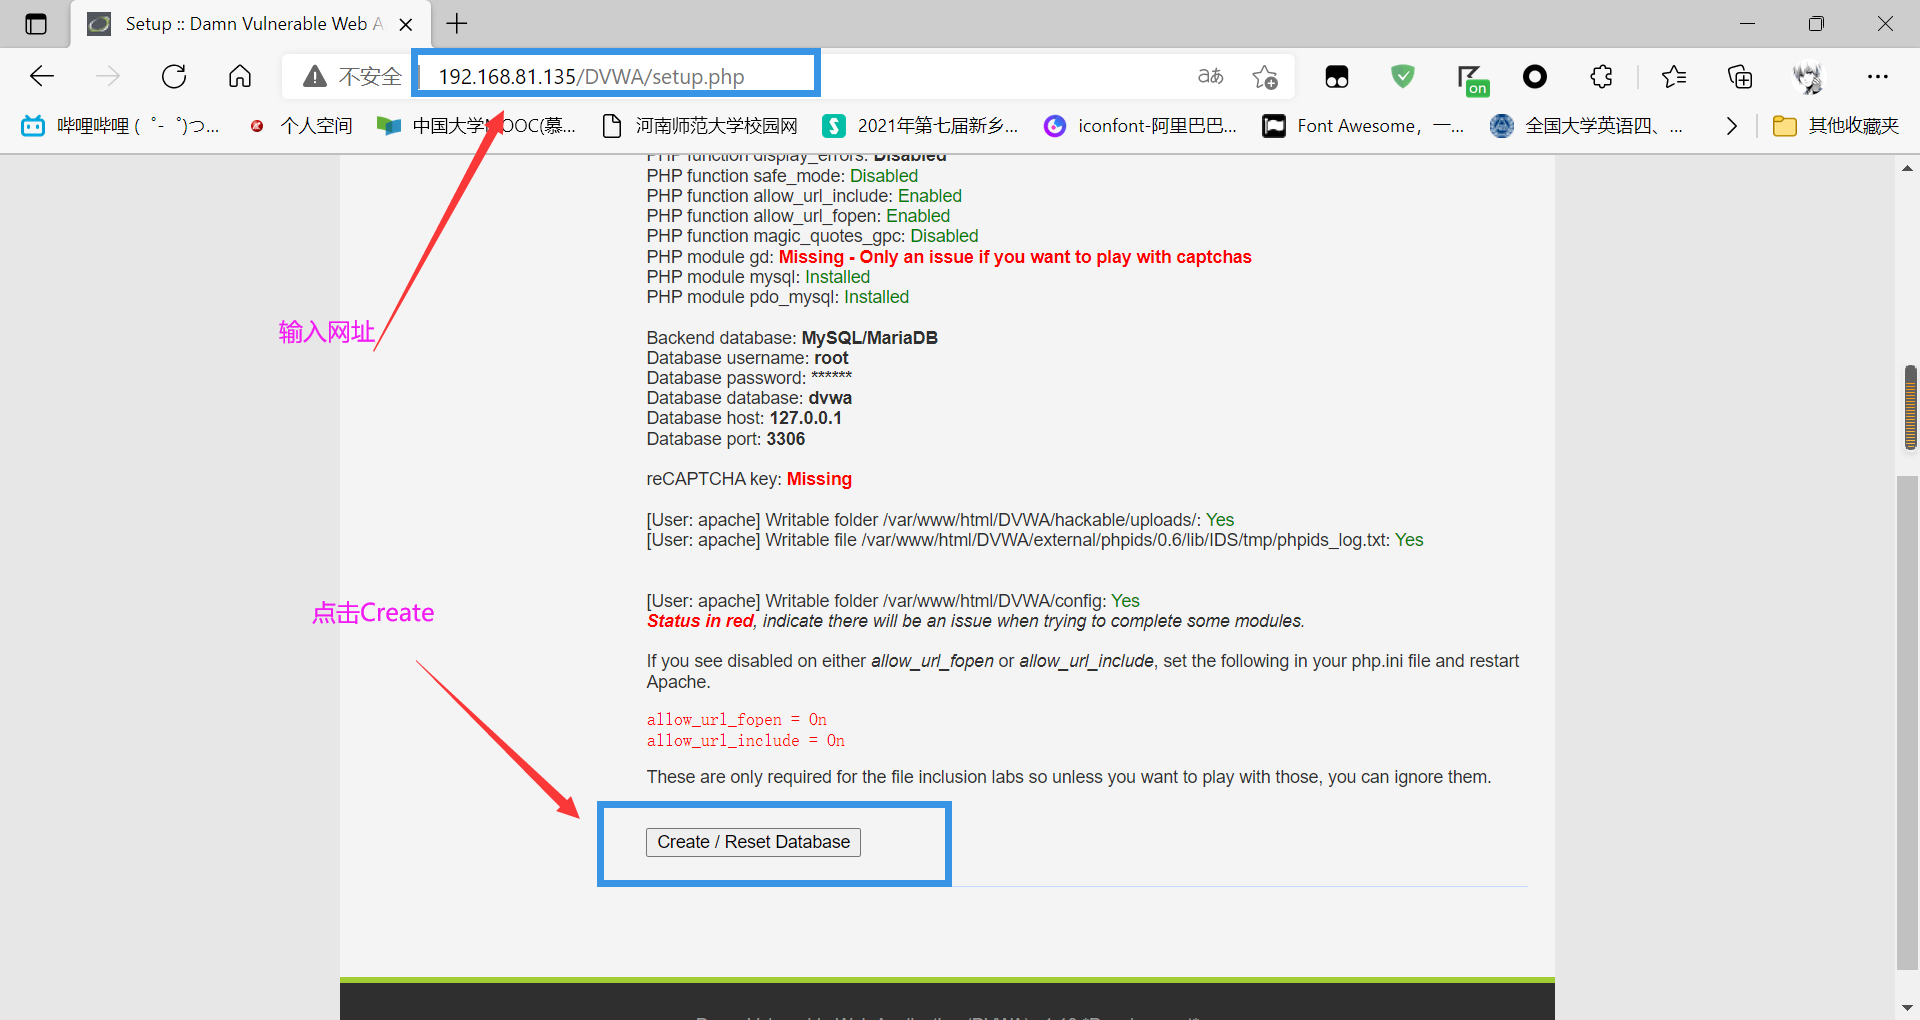 Setup :: Damn Vulnerable Web A
不安全
192.168.81.135/DVWA/setup.php
aあ
on
哔哩哔哩 ( ゜- ゜)つ...
个人空间
中国大学MOOC(慕...
河南师范大学校园网
2021年第七届新乡...
iconfont-阿里巴巴...
Font Awesome，一...
全国大学英语四、...
其他收藏夹
PHP function display_errors: Disabled
PHP function safe_mode: Disabled
PHP function allow_url_include: Enabled
PHP function allow_url_fopen: Enabled
PHP function magic_quotes_gpc: Disabled
PHP module gd: Missing - Only an issue if you want to play with captchas
PHP module mysql: Installed
PHP module pdo_mysql: Installed
输入网址
Backend database: MySQL/MariaDB
Database username: root
Database password: ******
Database database: dvwa
Database host: 127.0.0.1
Database port: 3306
reCAPTCHA key: Missing
[User: apache] Writable folder /var/www/html/DVWA/hackable/uploads/: Yes
[User: apache] Writable file /var/www/html/DVWA/external/phpids/0.6/lib/IDS/tmp/phpids_log.txt: Yes
点击Create
[User: apache] Writable folder /var/www/html/DVWA/config: Yes
Status in red, indicate there will be an issue when trying to complete some modules.
If you see disabled on either allow_url_fopen or allow_url_include, set the following in your php.ini file and restart
Apache.
allow_url_fopen = On
allow_url_include = On
These are only required for the file inclusion labs so unless you want to play with those, you can ignore them.
Create / Reset Database